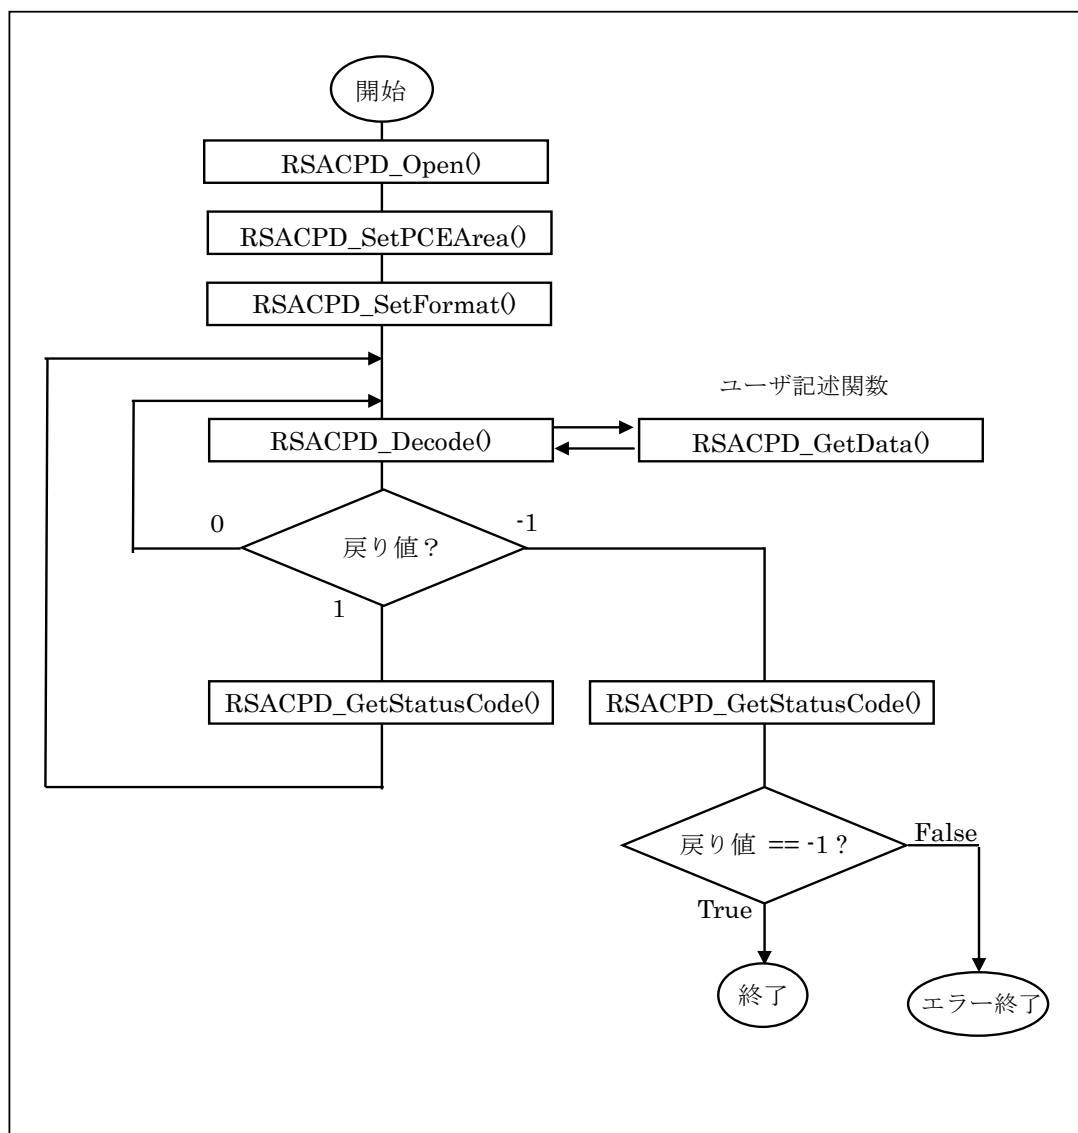 開始
RSACPD_Open()
RSACPD_SetPCEArea()
RSACPD_SetFormat()
ユーザ記述関数
RSACPD_Decode()
RSACPD_GetData()
0
-1
戻り値？
1
RSACPD_GetStatusCode()
RSACPD_GetStatusCode()
戻り値 == -1？
False
True
終了
エラー終了